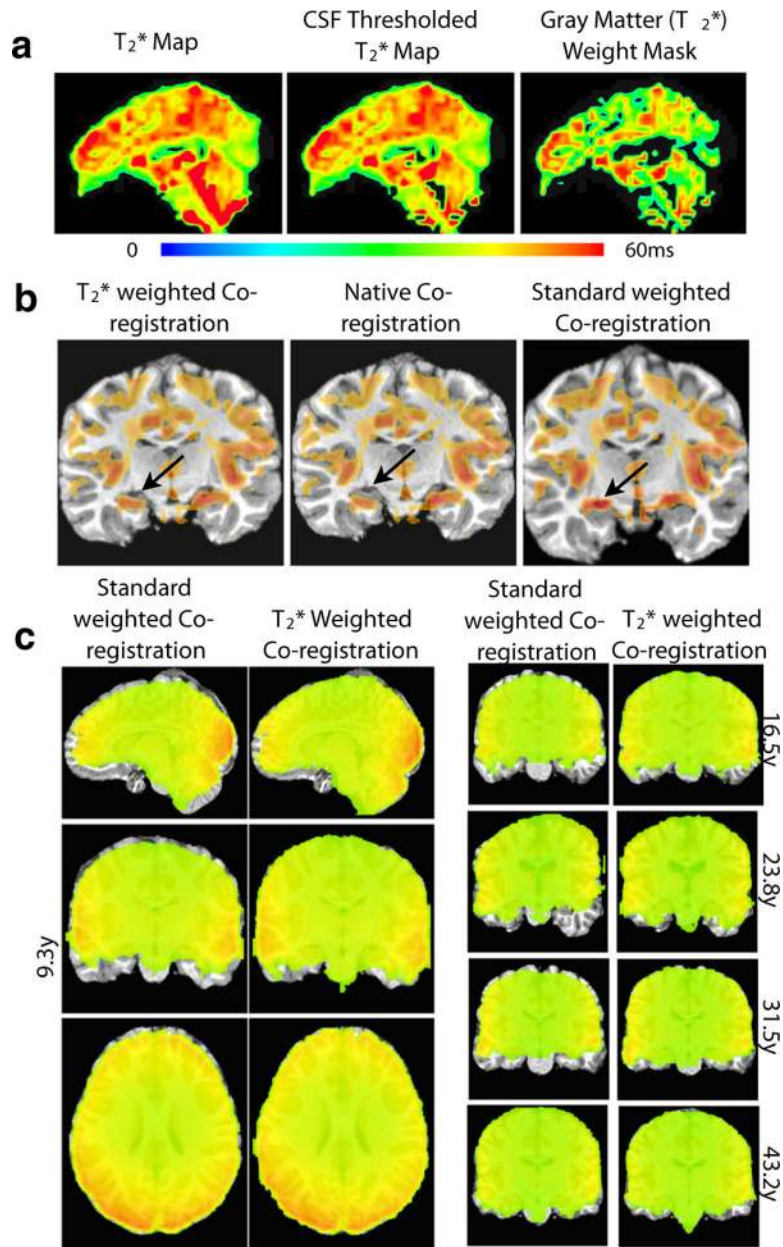 a
T2* Map
CSF Thresholded
T2* Map
Gray Matter (T 2*)
Weight Mask
0
60ms
b
T2* weighted Co-
registration
Native Co-
registration
Standard weighted
Co-registration
c
Standard
weighted Co-
registration
T2* Weighted
Co-registration
Standard
weighted Co-
registration
T2* weighted
Co-registration
9.3y
16.5y
23.8y
31.5y
43.2y